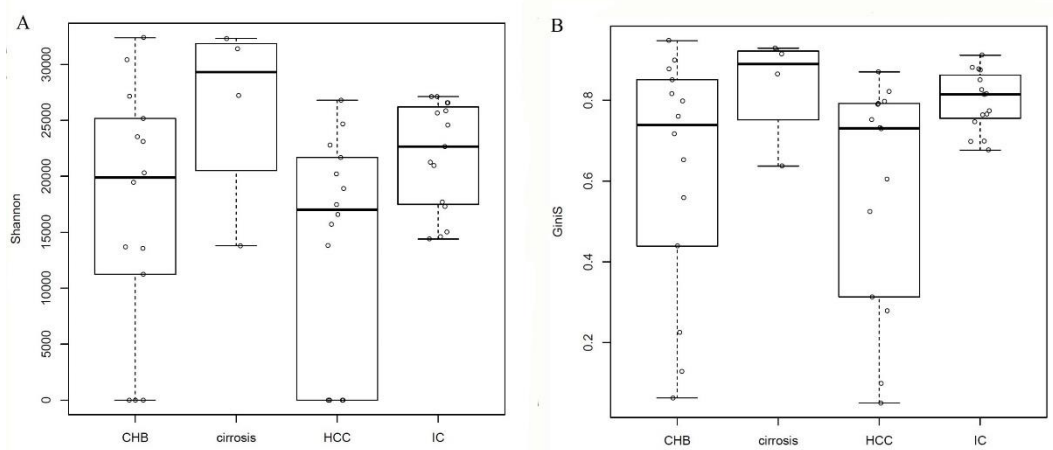 A
Shannon
30000
25000
20000
15000
10000
5000
0
CHB cirrosis HCC IC
B
GiniS
0.8
0.6
0.4
0.2
CHB cirrosis HCC IC